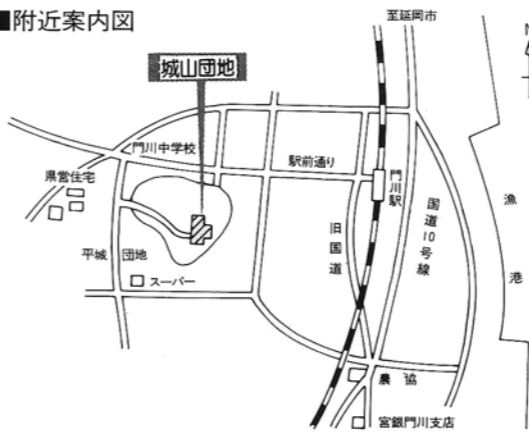 ■附近案内図
至延岡市
N
城山団地
門川中学校
駅前通り
県営住宅
門川駅
国道10号線
漁港
旧国道
平城団地
スーパー
農協
宮銀門川支店